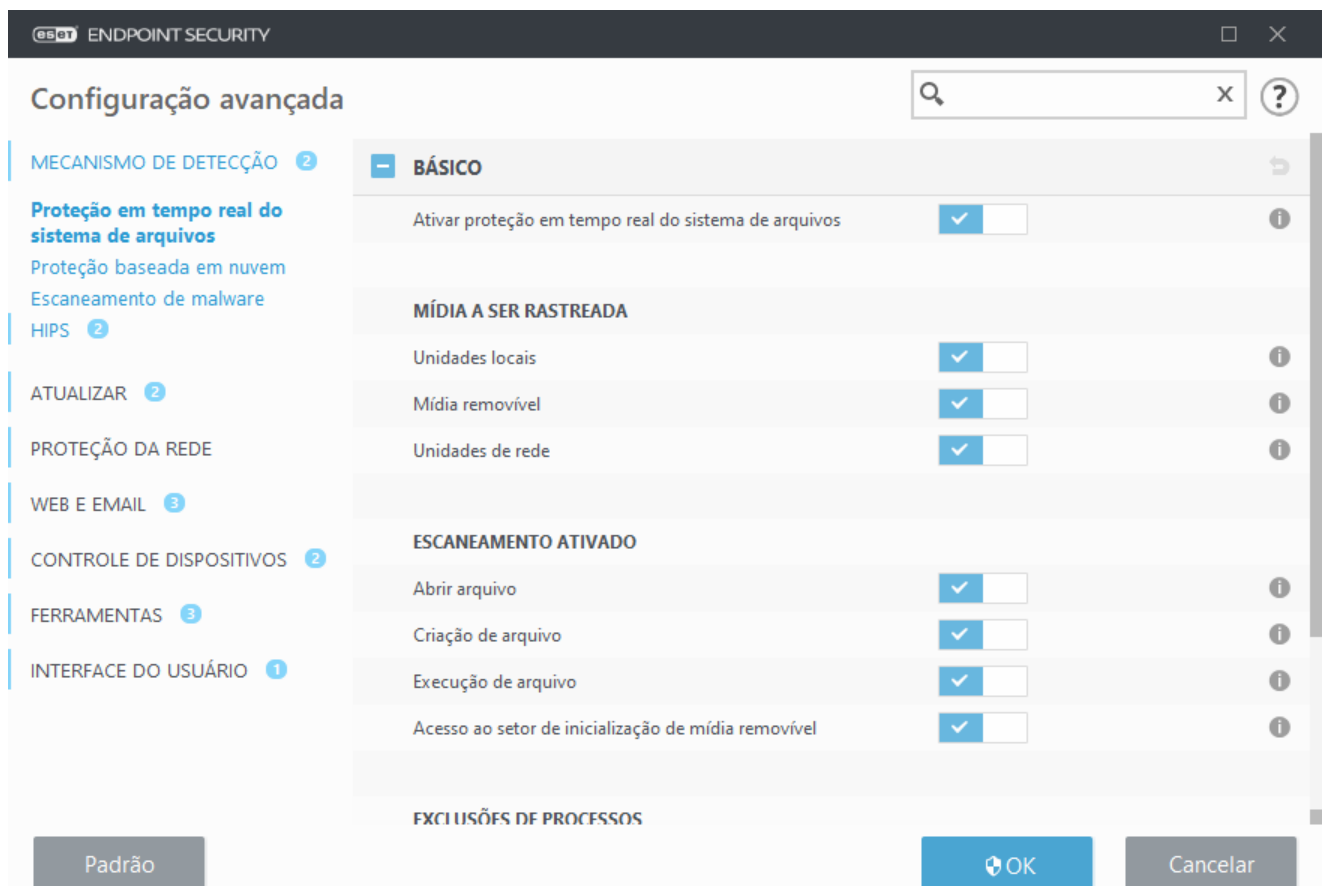 eset ENDPOINT SECURITY
Configuração avançada
MECANISMO DE DETECÇÃO 2
Proteção em tempo real do
sistema de arquivos
Proteção baseada em nuvem
Escaneamento de malware
HIPS 2
ATUALIZAR 2
PROTEÇÃO DA REDE
WEB E EMAIL 3
CONTROLE DE DISPOSITIVOS 2
FERRAMENTAS 3
INTERFACE DO USUÁRIO 1
BÁSICO
Ativar proteção em tempo real do sistema de arquivos
MÍDIA A SER RASTREADA
Unidades locais
Mídia removível
Unidades de rede
ESCANEAMENTO ATIVADO
Abrir arquivo
Criação de arquivo
Execução de arquivo
Acesso ao setor de inicialização de mídia removível
EXCLUSÕES DE PROCESSOS
Padrão
OK
Cancelar